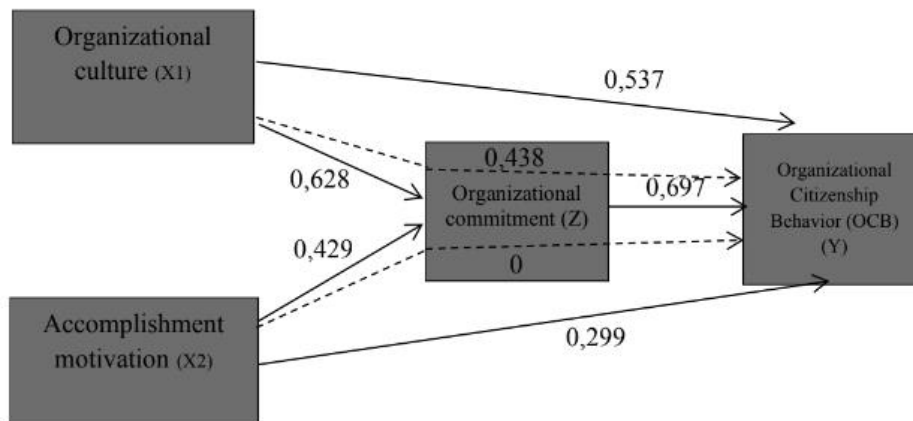 Organizational
culture (X1)
0,537
0,438
0,628
Organizational
commitment (Z)
0,697
Organizational
Citizenship
Behavior (OCB)
(Y)
0,429
0
Accomplishment
motivation (X2)
0,299